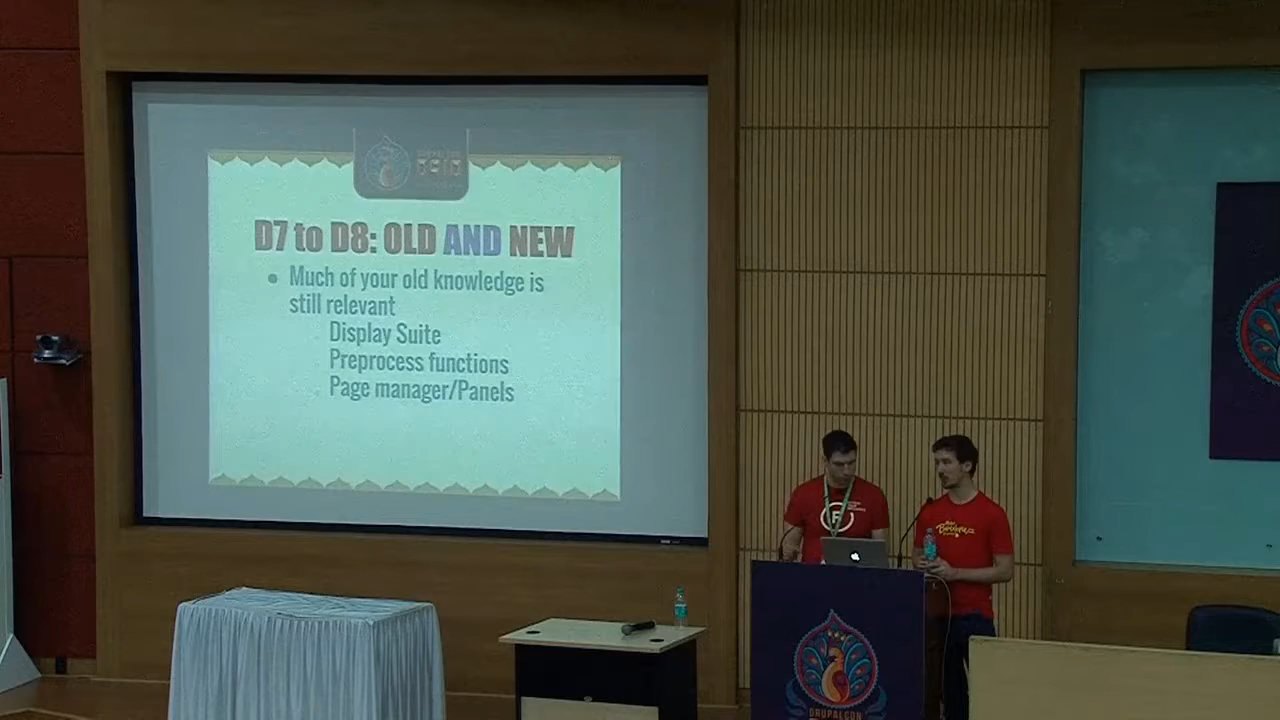 D7 to D8: OLD AND NEW
Much of your old knowledge is
still relevant
Display Suite
Preprocess functions
Page manager/Panels
DRUPALCON